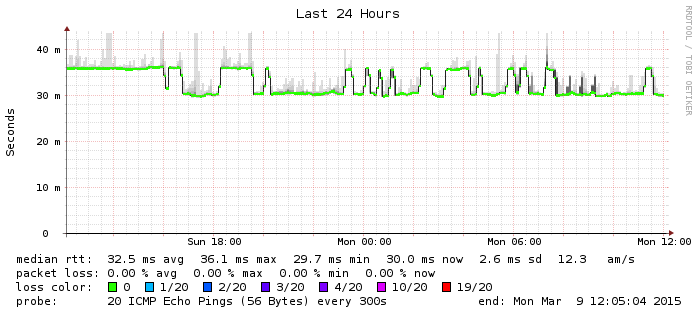 Last 24 Hours
RRDTOOL / TOBI OETIKER
Seconds
40 m
30 m
20 m
10 m
0
Sun 18:00 Mon 00:00 Mon 06:00 Mon 12:00
median rtt: 32.5 ms avg 36.1 ms max 29.7 ms min 30.0 ms now 2.6 ms sd 12.3 am/s
packet loss: 0.00 % avg 0.00 % max 0.00 % min 0.00 % now
loss color: 0 1/20 2/20 3/20 4/20 10/20 19/20
probe: 20 ICMP Echo Pings (56 Bytes) every 300s end: Mon Mar 9 12:05:04 2015